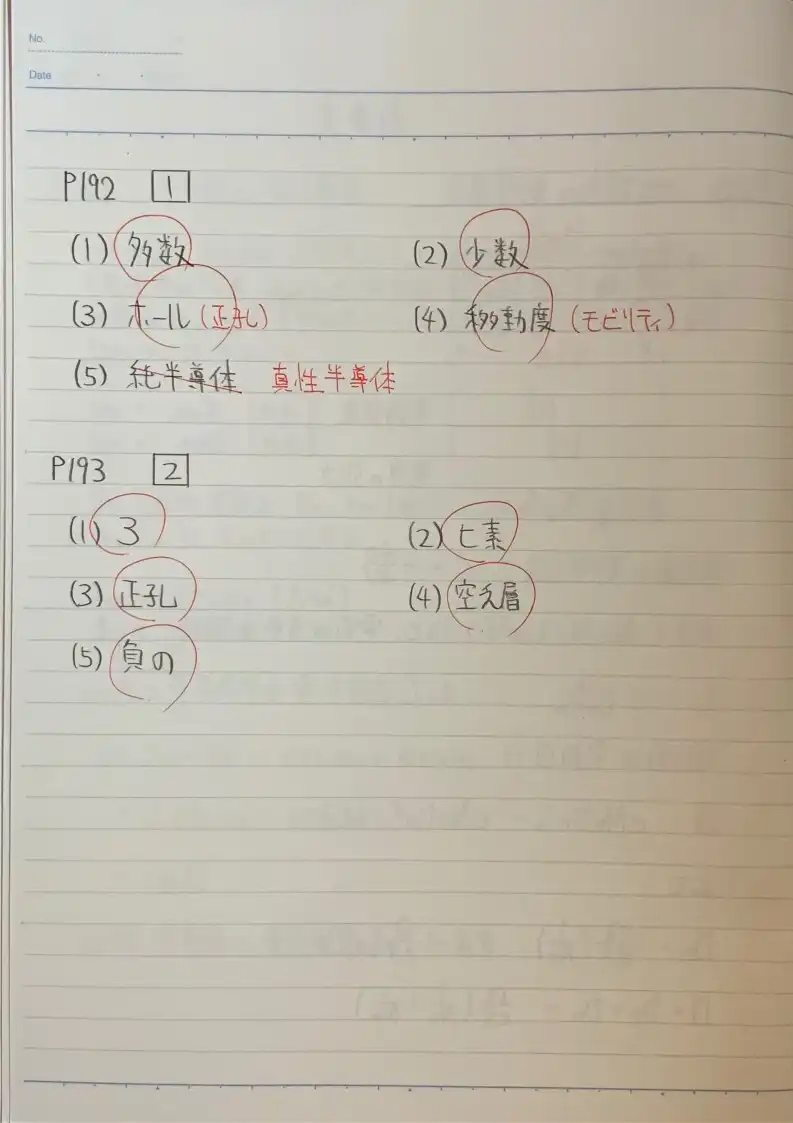 No.
Date
P192 1
(1) 多数 (2) 少数
(3) ホール(正孔) (4) 移動度(モビリティ)
(5) 純半導体 真性半導体
P193 2
(1) 3 (2) ヒ素
(3) 正孔 (4) 空乏層
(5) 負の